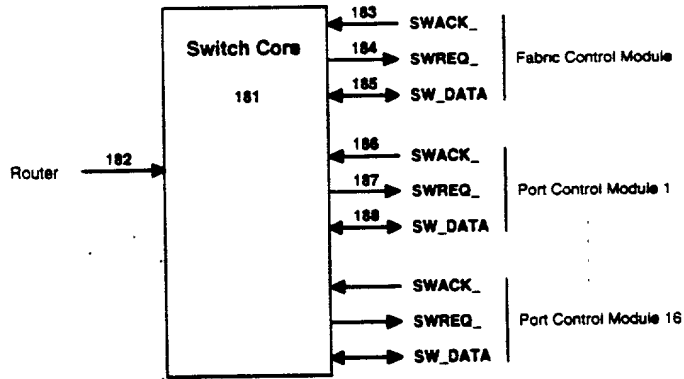 183 SWACK_
Switch Core 184 SWREQ_ Fabric Control Module
181 185 SW_DATA
186 SWACK_
Router 182 187 SWREQ_ Port Control Module 1
188 SW_DATA
SWACK_
SWREQ_ Port Control Module 16
SW_DATA